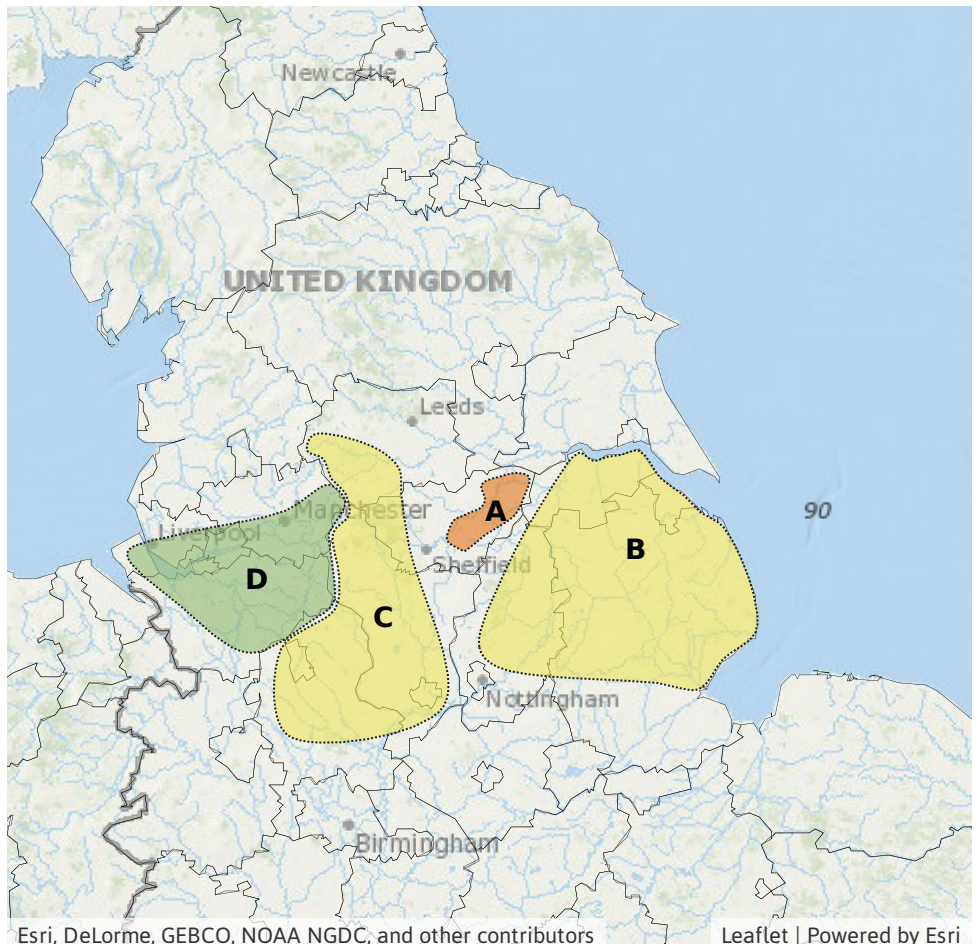 Newcastle
UNITED KINGDOM
Leeds
A
Manchester
90
Liverpool
B
Sheffield
D
C
Nottingham
Birmingham
Esri, DeLorme, GEBCO, NOAA NGDC, and other contributors
Leaflet | Powered by Esri